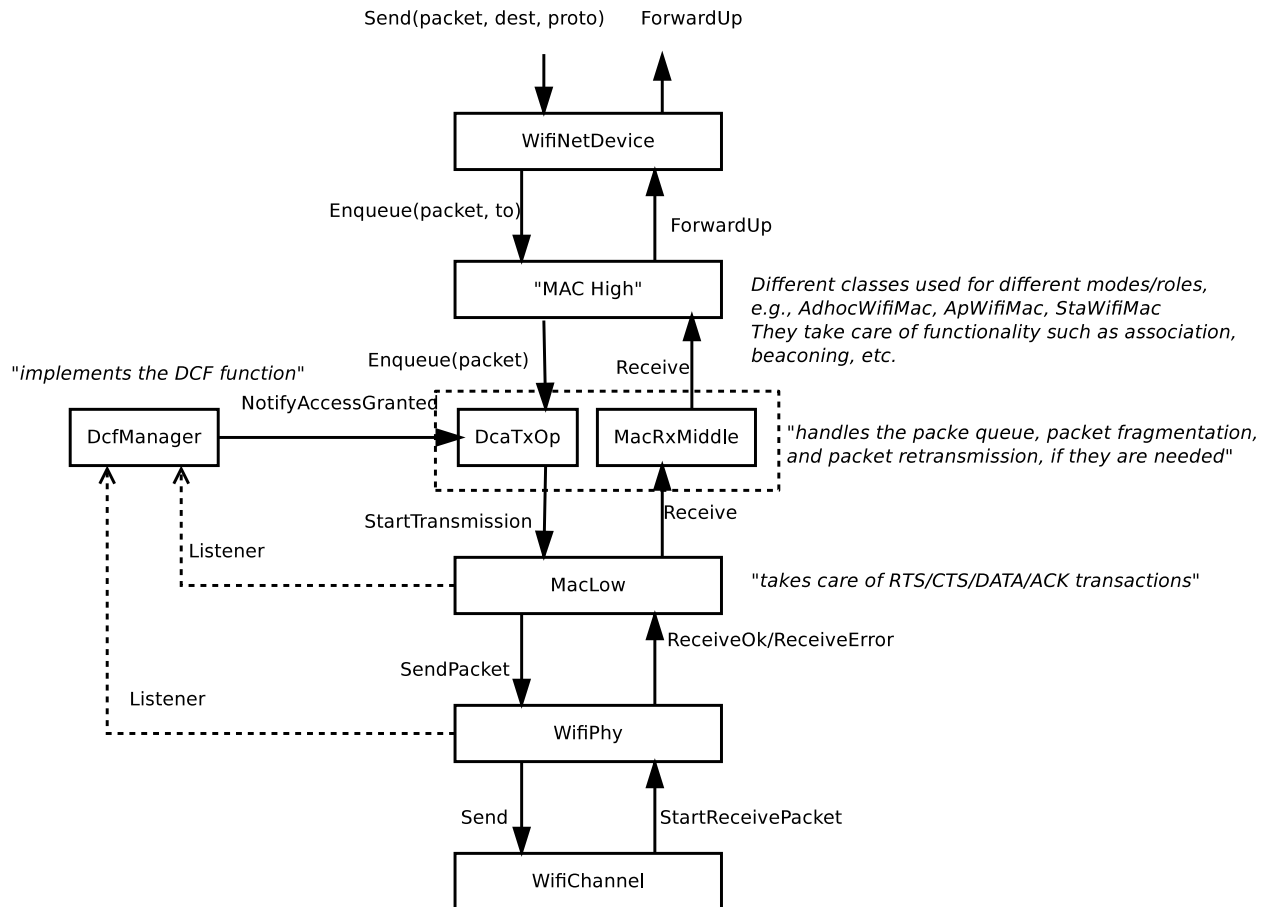 Send(packet, dest, proto)
ForwardUp
WifiNetDevice
Enqueue(packet, to)
ForwardUp
"MAC High"
Different classes used for different modes/roles,
e.g., AdhocWifiMac, ApWifiMac, StaWifiMac
They take care of functionality such as association,
beaconing, etc.
Enqueue(packet)
Receive
"implements the DCF function"
NotifyAccessGranted
DcfManager
DcaTxOp
MacRxMiddle
"handles the packe queue, packet fragmentation,
and packet retransmission, if they are needed"
StartTransmission
Receive
Listener
MacLow
"takes care of RTS/CTS/DATA/ACK transactions"
ReceiveOk/ReceiveError
SendPacket
Listener
WifiPhy
Send
StartReceivePacket
WifiChannel